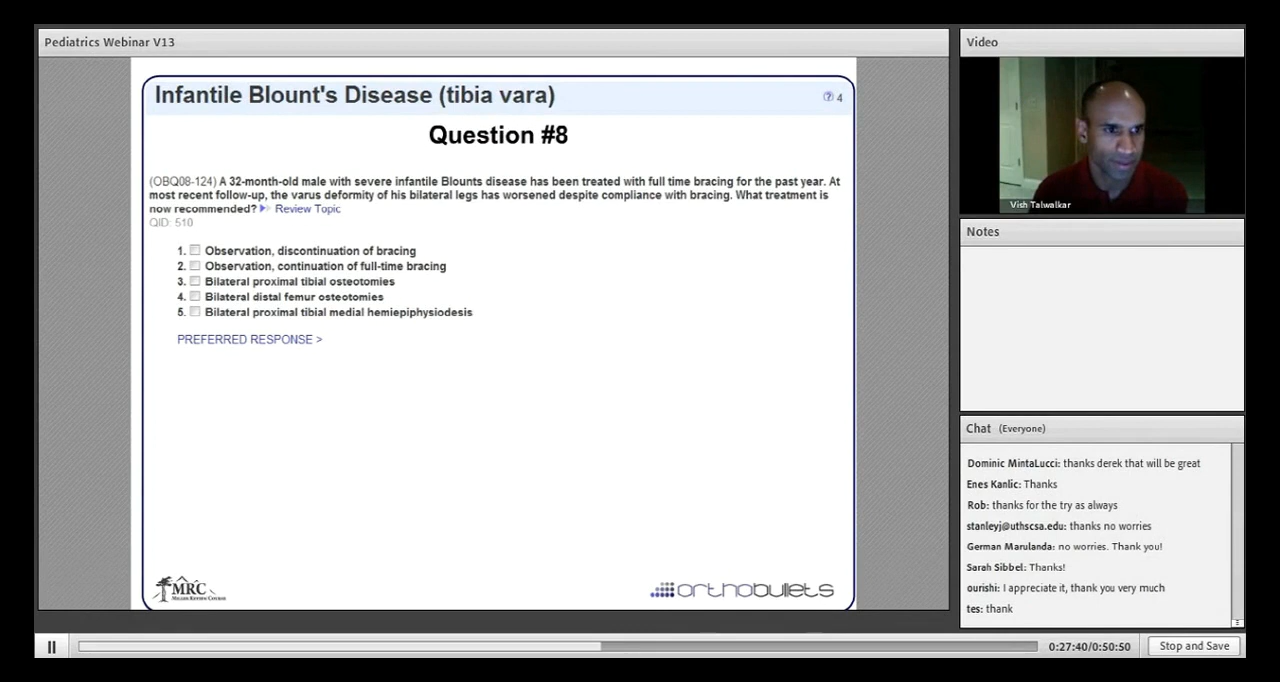 Pediatrics Webinar V13
Infantile Blount's Disease (tibia vara)
4
Question #8
(OBQ08-124) A 32-month-old male with severe infantile Blounts disease has been treated with full time bracing for the past year. At
most recent follow-up, the varus deformity of his bilateral legs has worsened despite compliance with bracing. What treatment is
now recommended? Review Topic
QID: 510
1. Observation, discontinuation of bracing
2. Observation, continuation of full-time bracing
3. Bilateral proximal tibial osteotomies
4. Bilateral distal femur osteotomies
5. Bilateral proximal tibial medial hemiepiphysiodesis
PREFERRED RESPONSE >
MRC
MILLER REVIEW COURSE
orthobullets
Video
Vish Talwalkar
Notes
Chat (Everyone)
Dominic MintaLucci: thanks derek that will be great
Enes Kanlic: Thanks
Rob: thanks for the try as always
stanleyj@uthscsa.edu: thanks no worries
German Marulanda: no worries. Thank you!
Sarah Sibbel: Thanks!
ourishi: I appreciate it, thank you very much
tes: thank
0:27:40/0:50:50
Stop and Save